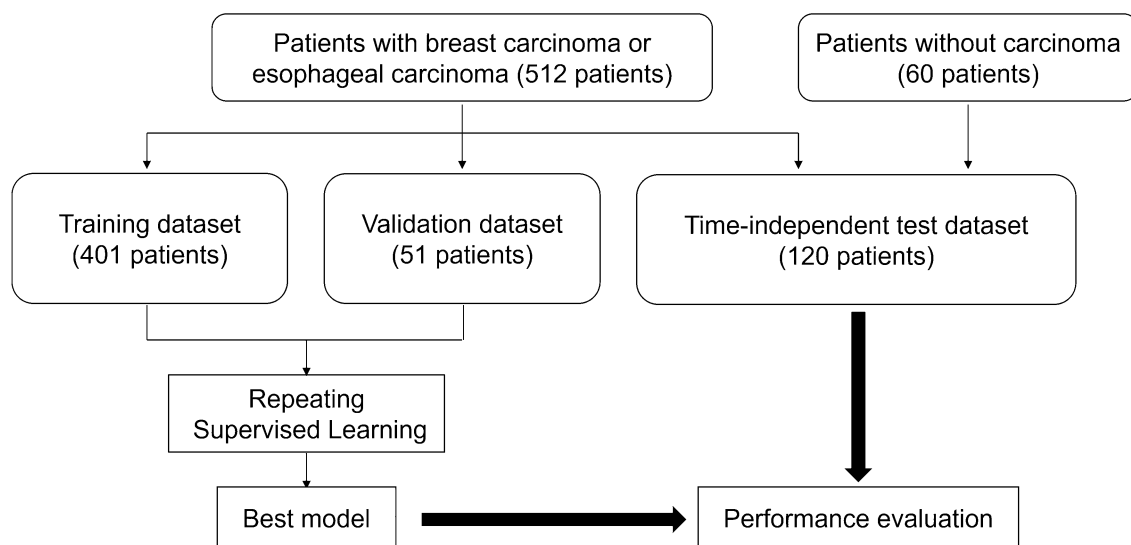 Patients with breast carcinoma or
esophageal carcinoma (512 patients)
Patients without carcinoma
(60 patients)
Training dataset
(401 patients)
Validation dataset
(51 patients)
Time-independent test dataset
(120 patients)
Repeating
Supervised Learning
Best model
Performance evaluation